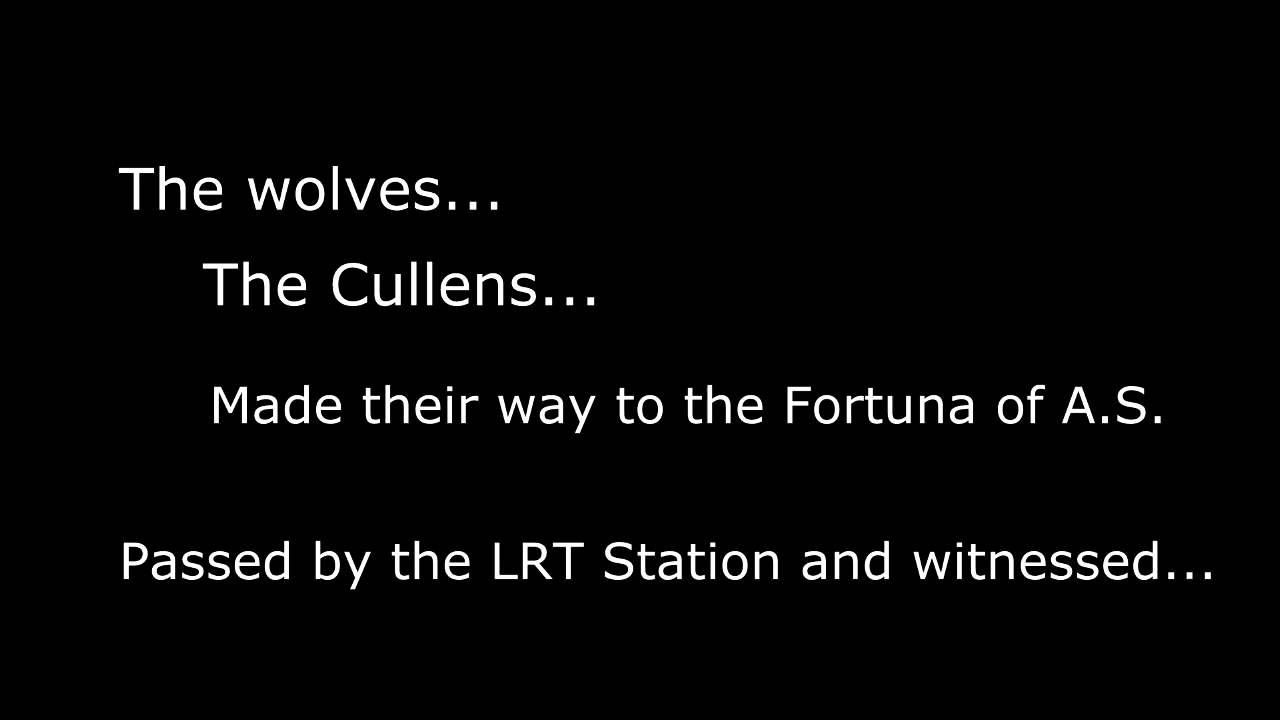 The wolves...
The Cullens...
Made their way to the Fortuna of A.S.
Passed by the LRT Station and witnessed...